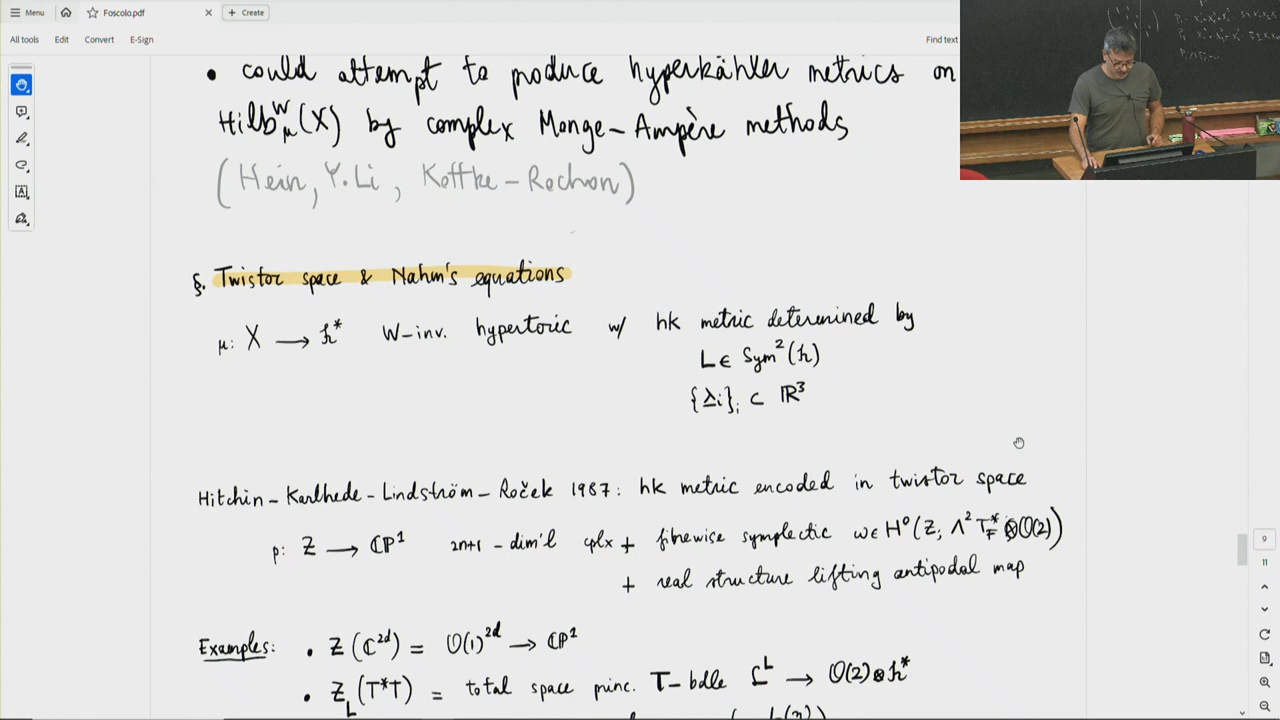 Menu
Foscolo.pdf
Create
All tools Edit Convert E-Sign
Find text
• could attempt to produce hyperkähler metrics on
Hilb^W_μ(X) by complex Monge-Ampère methods
(Hein, Y. Li, Kottke-Rochon)
§. Twistor space & Nahm's equations
μ: X → 𝔥* W-inv. hypertoric w/ hk metric determined by
L ∈ Sym²(𝔥)
{λi}i ⊂ ℝ³
Hitchin-Karlhede-Lindström-Roček 1987: hk metric encoded in twistor space
p: Z → ℂP¹ 2n+1-dim'l cplx + fibrewise symplectic ω ∈ H⁰(Z; Λ²T*_F ⊗ O(2))
+ real structure lifting antipodal map
Examples: • Z(ℂ^{2d}) = O(1)^{2d} → ℂP¹
• Z_L(T*T) = total space princ. T-bdle 𝓛^L → O(2)⊗𝔥*
9
11